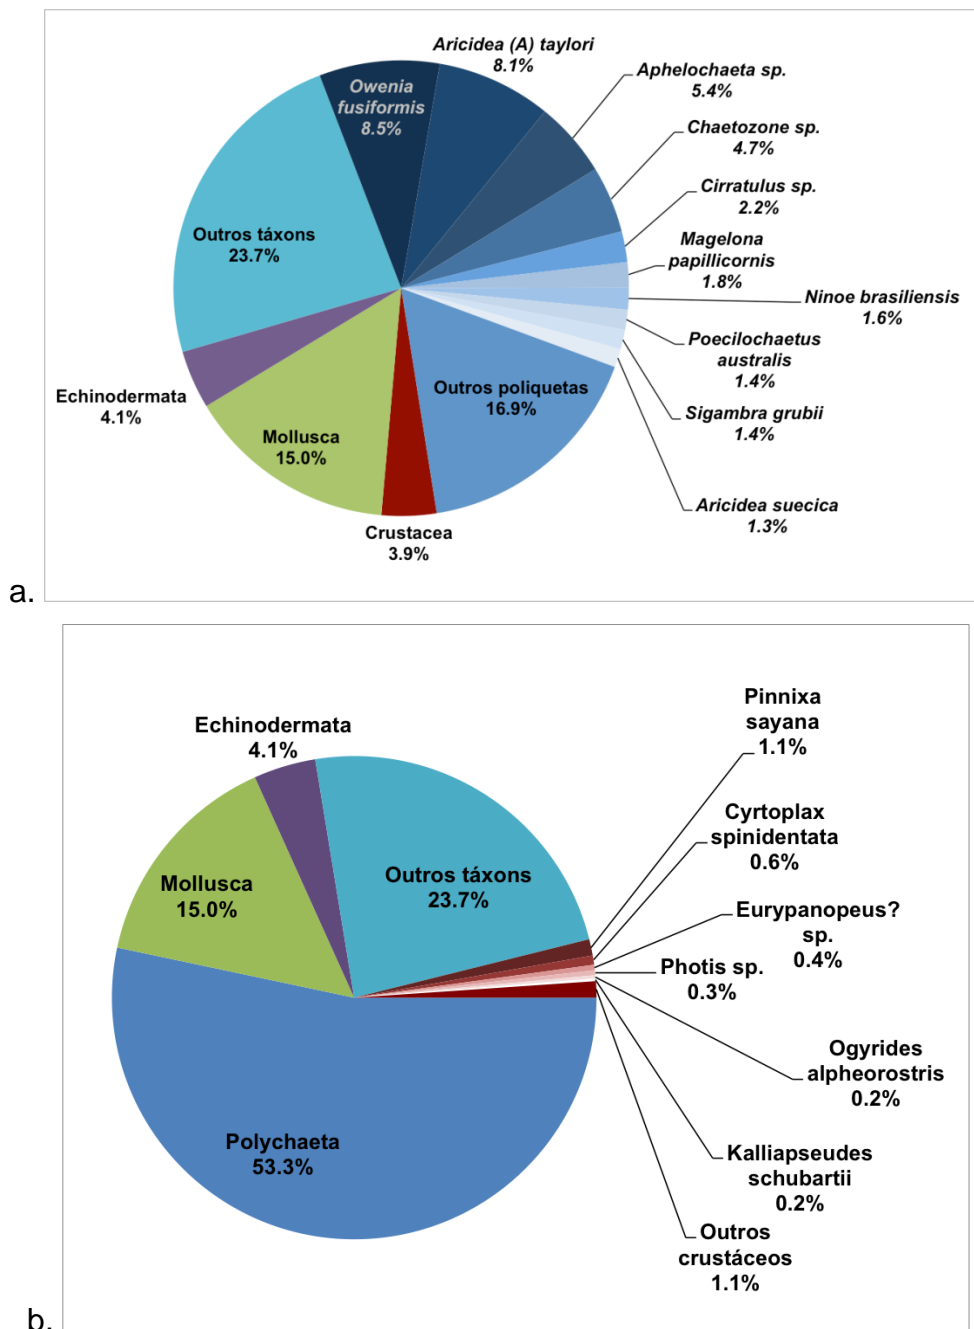 Aricidea (A) taylori
8.1%
Owenia
fusiformis
8.5%
Aphelochaeta sp.
5.4%
Chaetozone sp.
4.7%
Cirratulus sp.
2.2%
Magelona
papillicornis
1.8%
Ninoe brasiliensis
1.6%
Poecilochaetus
australis
1.4%
Sigambra grubii
1.4%
Aricidea suecica
1.3%
Outros poliquetas
16.9%
Crustacea
3.9%
Mollusca
15.0%
Echinodermata
4.1%
Outros táxons
23.7%
a.
Echinodermata
4.1%
Pinnixa
sayana
1.1%
Cyrtoplax
spinidentata
0.6%
Eurypanopeus?
sp.
0.4%
Photis sp.
0.3%
Ogyrides
alpheorostris
0.2%
Kalliapseudes
schubartii
0.2%
Outros
crustáceos
1.1%
Outros táxons
23.7%
Mollusca
15.0%
Polychaeta
53.3%
b.